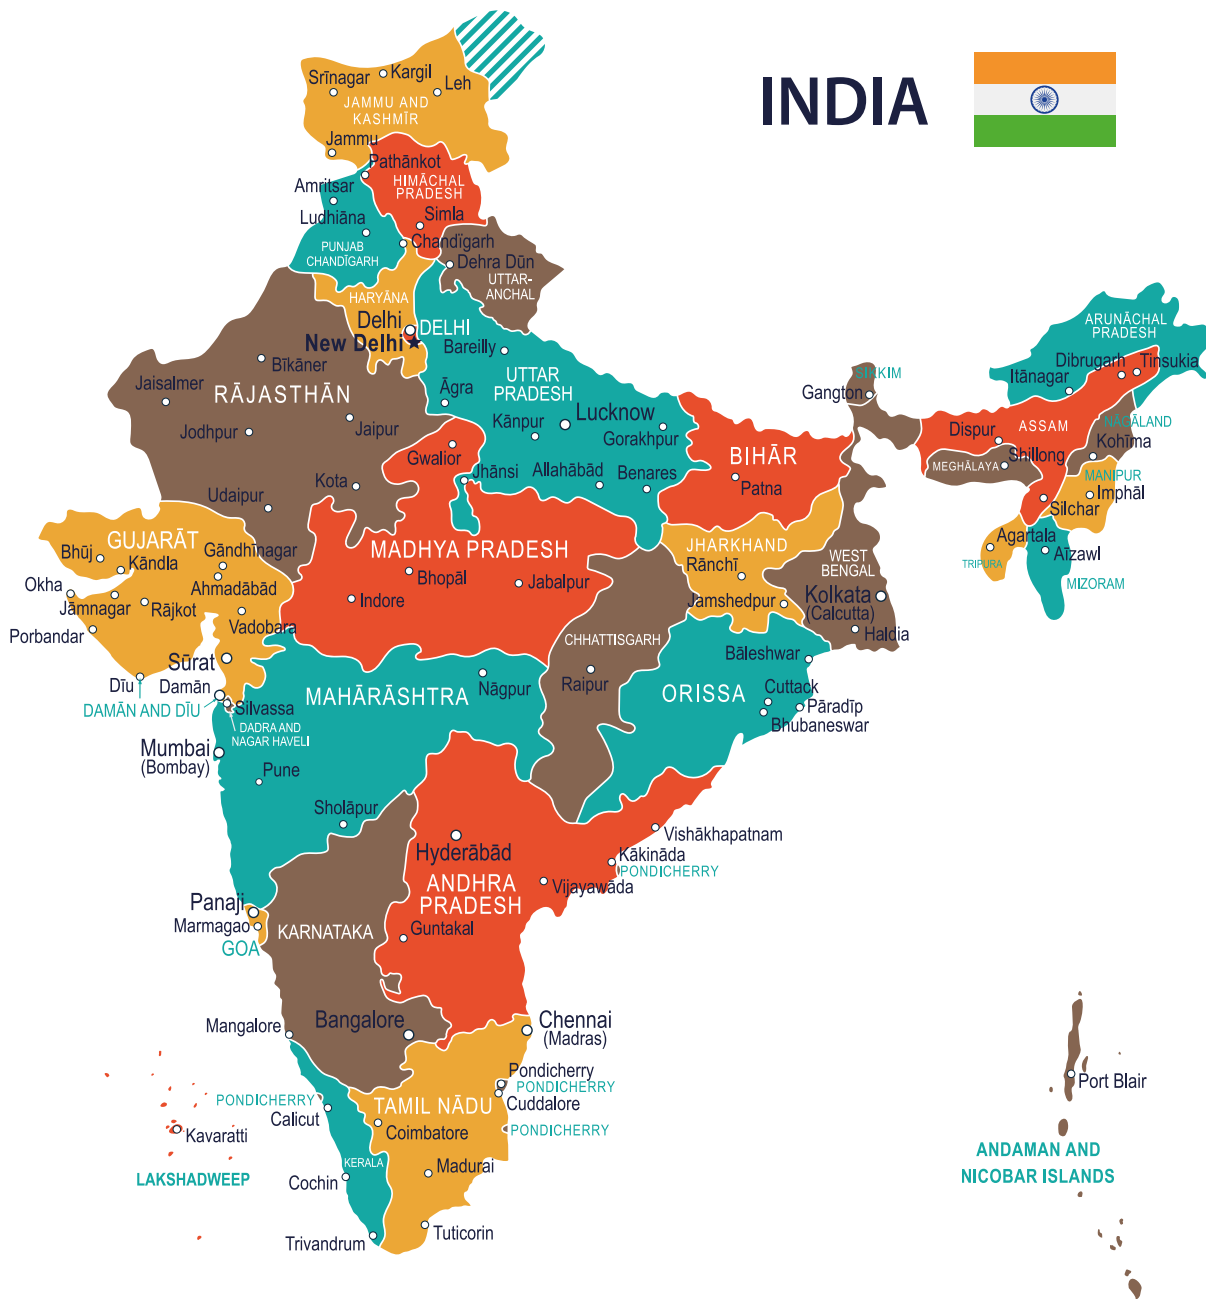 INDIA
Kargil
Srīnagar
Leh
JAMMU AND
KASHMĪR
Jammu
Pathānkot
HIMĀCHAL
PRADESH
Amritsar
Simla
Ludhiāna
Chandīgarh
PUNJAB
CHANDĪGARH
Dehra Dūn
UTTAR-
ANCHAL
HARYĀNA
Delhi
DELHI
New Delhi
Bareilly
Bīkāner
Jaisalmer
RĀJASTHĀN
UTTAR
PRADESH
Āgra
Jodhpur
Jaipur
Kānpur
Lucknow
Gorakhpur
Gwalior
Jhānsi
Allahābād
Benares
Kota
Udaipur
BIHĀR
Patna
SIKKIM
Gangton
ARUNĀCHAL
PRADESH
Dibrugarh
Tinsukia
Itānagar
ASSAM
NĀGĀLAND
Dispur
Kohīma
MEGHĀLAYA
Shillong
MANIPUR
Imphāl
Silchar
Agartala
TRIPURA
Aīzawl
MIZORAM
GUJARĀT
Bhūj
Kāndla
Gāndhīnagar
Okha
Ahmadābād
Jāmnagar
Rājkot
Vadobara
Porbandar
Sūrat
Dīu
Damān
DAMĀN AND DĪU
Silvassa
DADRA AND
NAGAR HAVELI
MADHYA PRADESH
Bhopāl
Jabalpur
Indore
JHARKHAND
Rānchī
Jamshedpur
WEST
BENGAL
Kolkata
(Calcutta)
Haldia
CHHATTISGARH
Raipur
Bāleshwar
ORISSA
Cuttack
Pāradīp
Bhubaneswar
MAHĀRĀSHTRA
Nāgpur
Mumbai
(Bombay)
Pune
Sholāpur
Hyderābād
Vishākhapatnam
Kākināda
PONDICHERRY
Vijayawāda
ANDHRA
PRADESH
Guntakal
Panaji
Marmagao
GOA
KARNATAKA
Mangalore
Bangalore
Chennai
(Madras)
Pondicherry
PONDICHERRY
Cuddalore
PONDICHERRY
TAMIL NĀDU
PONDICHERRY
Calicut
Coimbatore
KERALA
Madurai
Cochin
Tuticorin
Trivandrum
Kavaratti
LAKSHADWEEP
Port Blair
ANDAMAN AND
NICOBAR ISLANDS